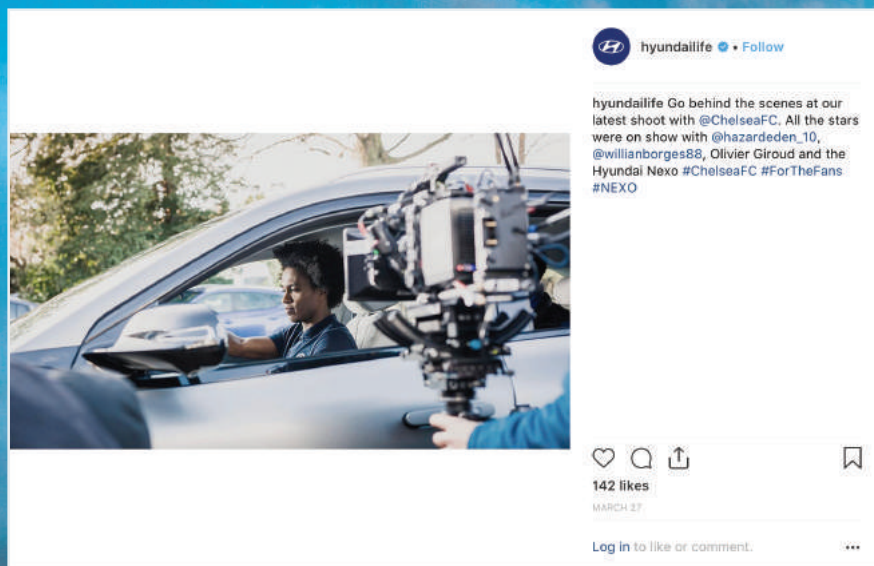 hyundailife • Follow
hyundailife Go behind the scenes at our
latest shoot with @ChelseaFC. All the stars
were on show with @hazardeden_10,
@willianborges88, Olivier Giroud and the
Hyundai Nexo #ChelseaFC #ForTheFans
#NEXO
142 likes
MARCH 27
Log in to like or comment.